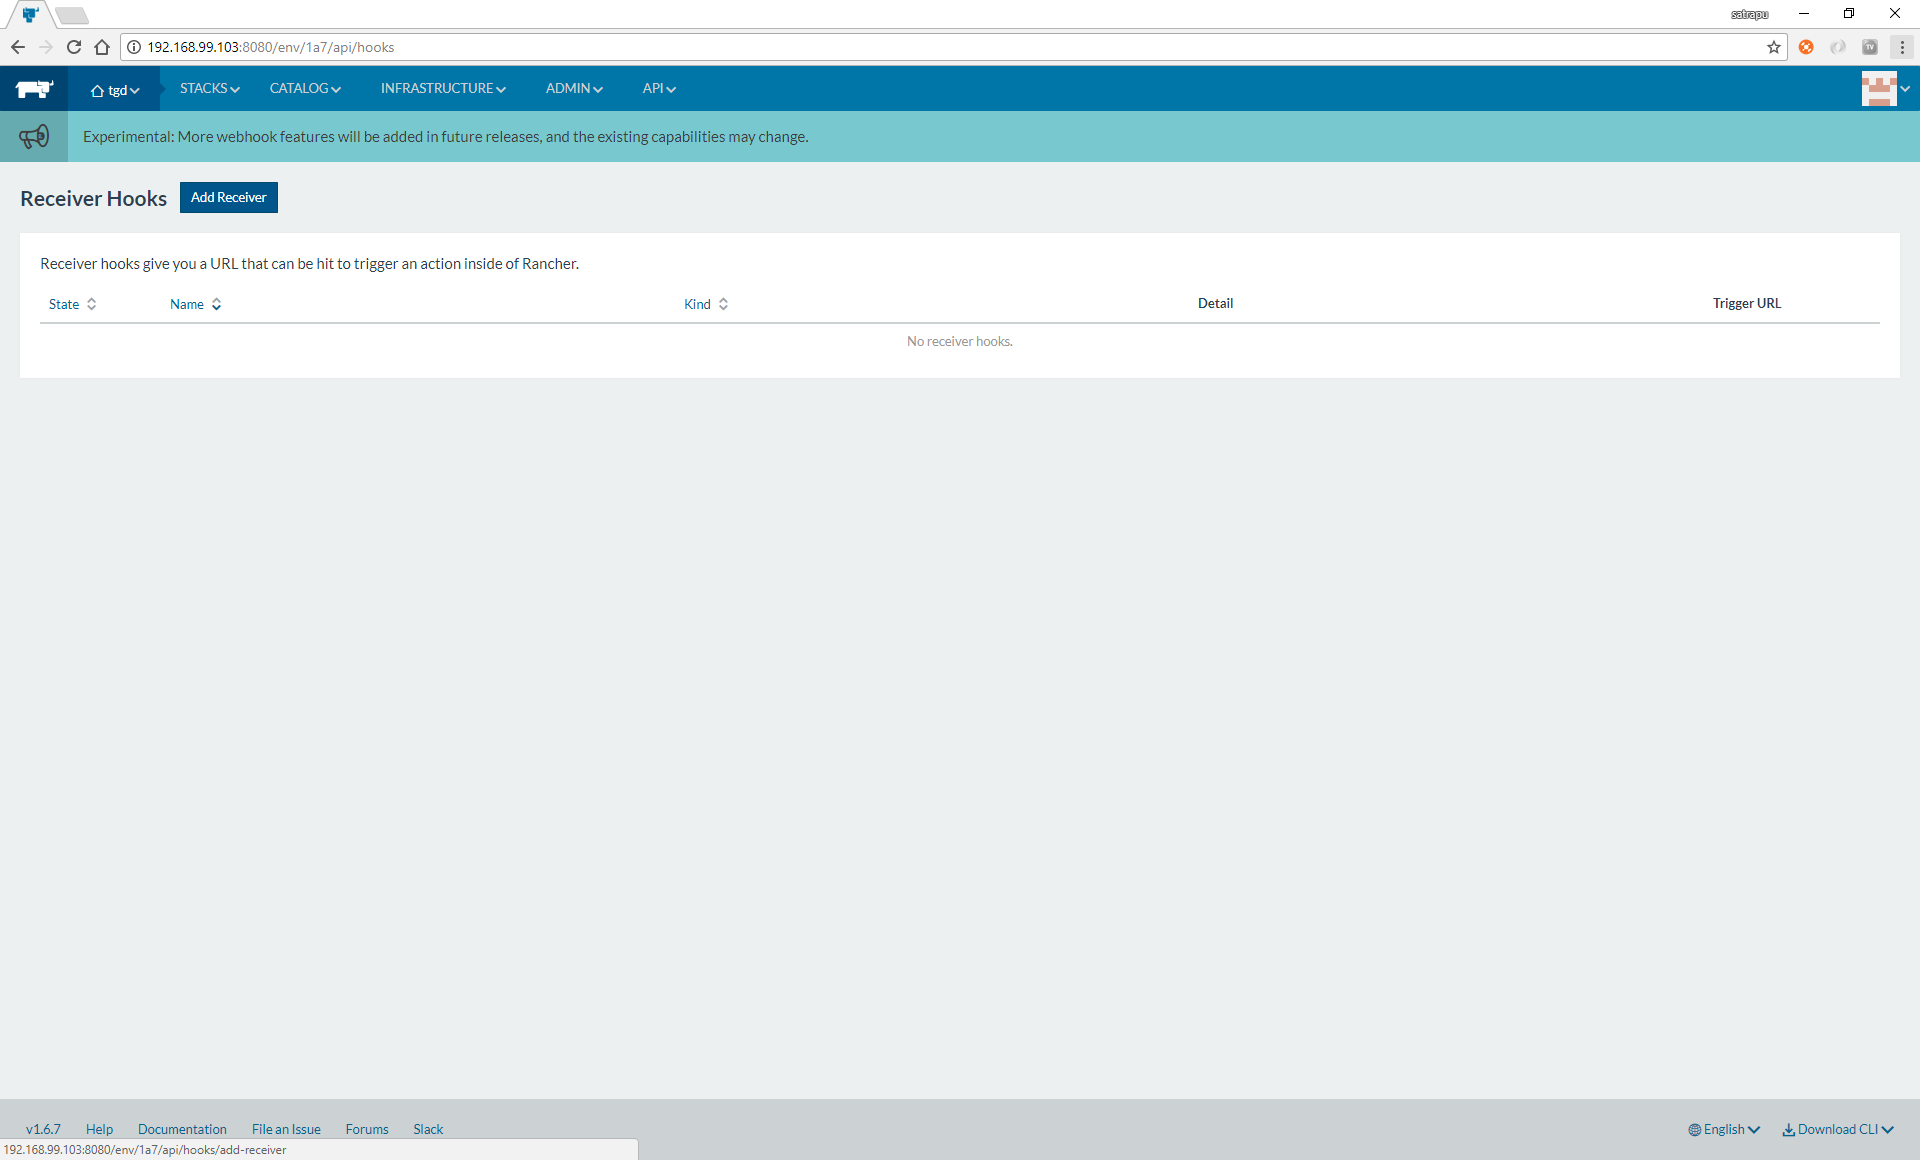 satrapu
192.168.99.103:8080/env/1a7/api/hooks
tgd STACKS CATALOG INFRASTRUCTURE ADMIN API
Experimental: More webhook features will be added in future releases, and the existing capabilities may change.
Receiver Hooks Add Receiver
Receiver hooks give you a URL that can be hit to trigger an action inside of Rancher.
State Name Kind Detail Trigger URL
No receiver hooks.
v1.6.7 Help Documentation File an Issue Forums Slack English Download CLI
192.168.99.103:8080/env/1a7/api/hooks/add-receiver